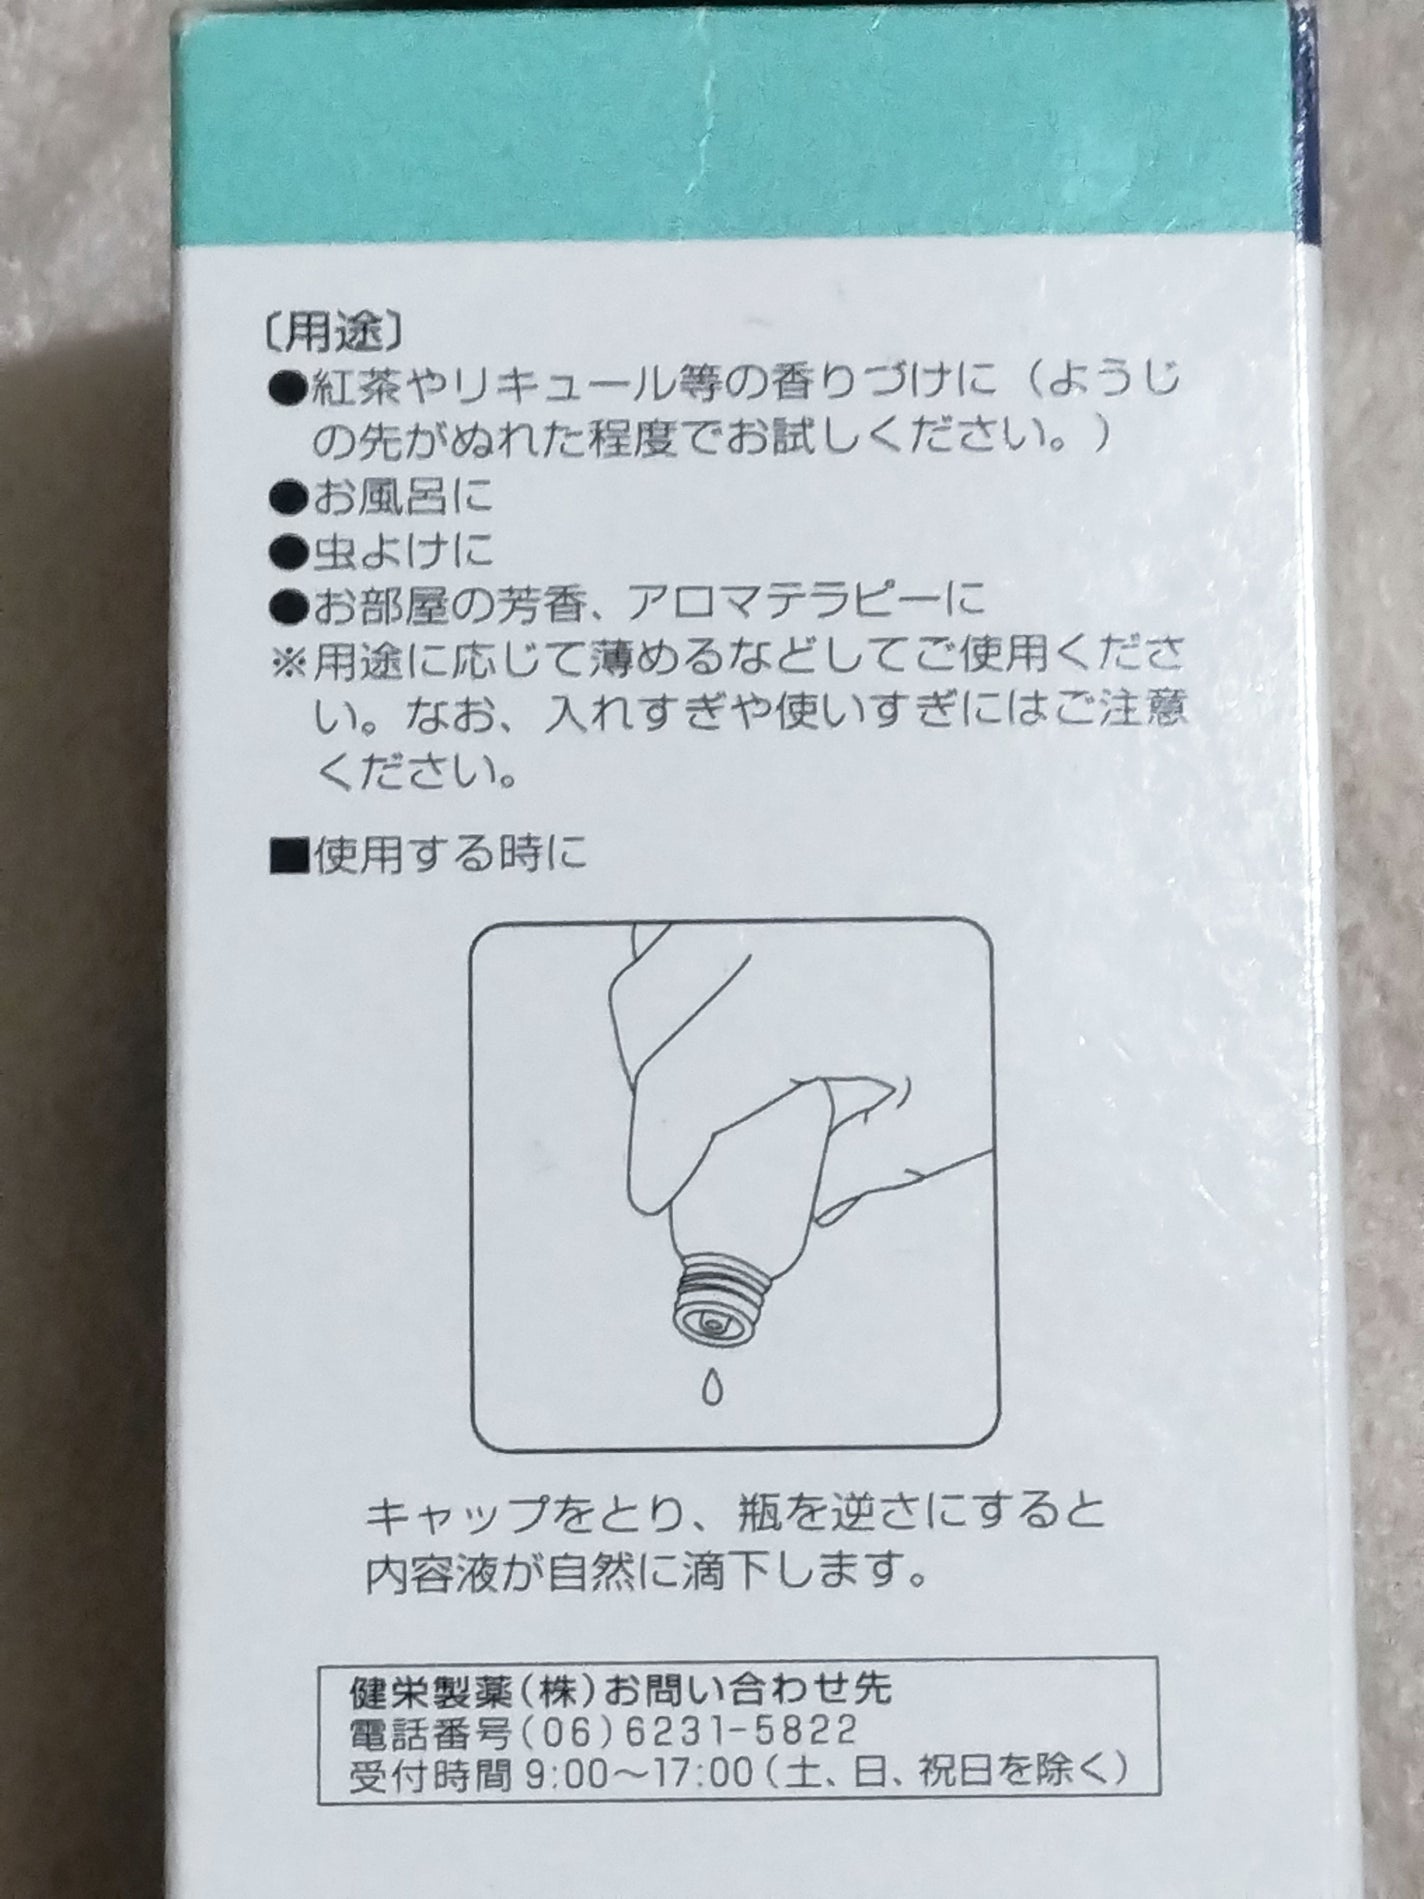 〔用途〕
●紅茶やリキュール等の香りづけに（ようじ
の先がぬれた程度でお試しください。）
●お風呂に
●虫よけに
●お部屋の芳香、アロマテラピーに
※用途に応じて薄めるなどしてご使用くださ
い。なお、入れすぎや使いすぎにはご注意
ください。
■使用する時に
キャップをとり、瓶を逆さにすると
内容液が自然に滴下します。
健栄製薬(株)お問い合わせ先
電話番号(06)6231-5822
受付時間 9:00〜17:00(土、日、祝日を除く)